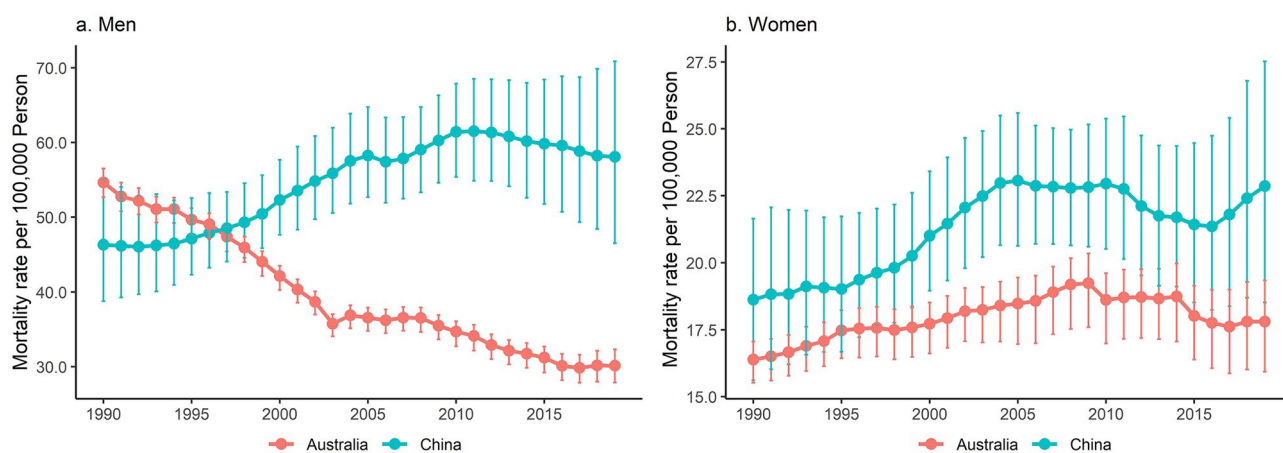 a. Men
Mortality rate per 100,000 Person
70.0
60.0
50.0
40.0
30.0
1990 1995 2000 2005 2010 2015
Australia China
b. Women
Mortality rate per 100,000 Person
27.5
25.0
22.5
20.0
17.5
15.0
1990 1995 2000 2005 2010 2015
Australia China